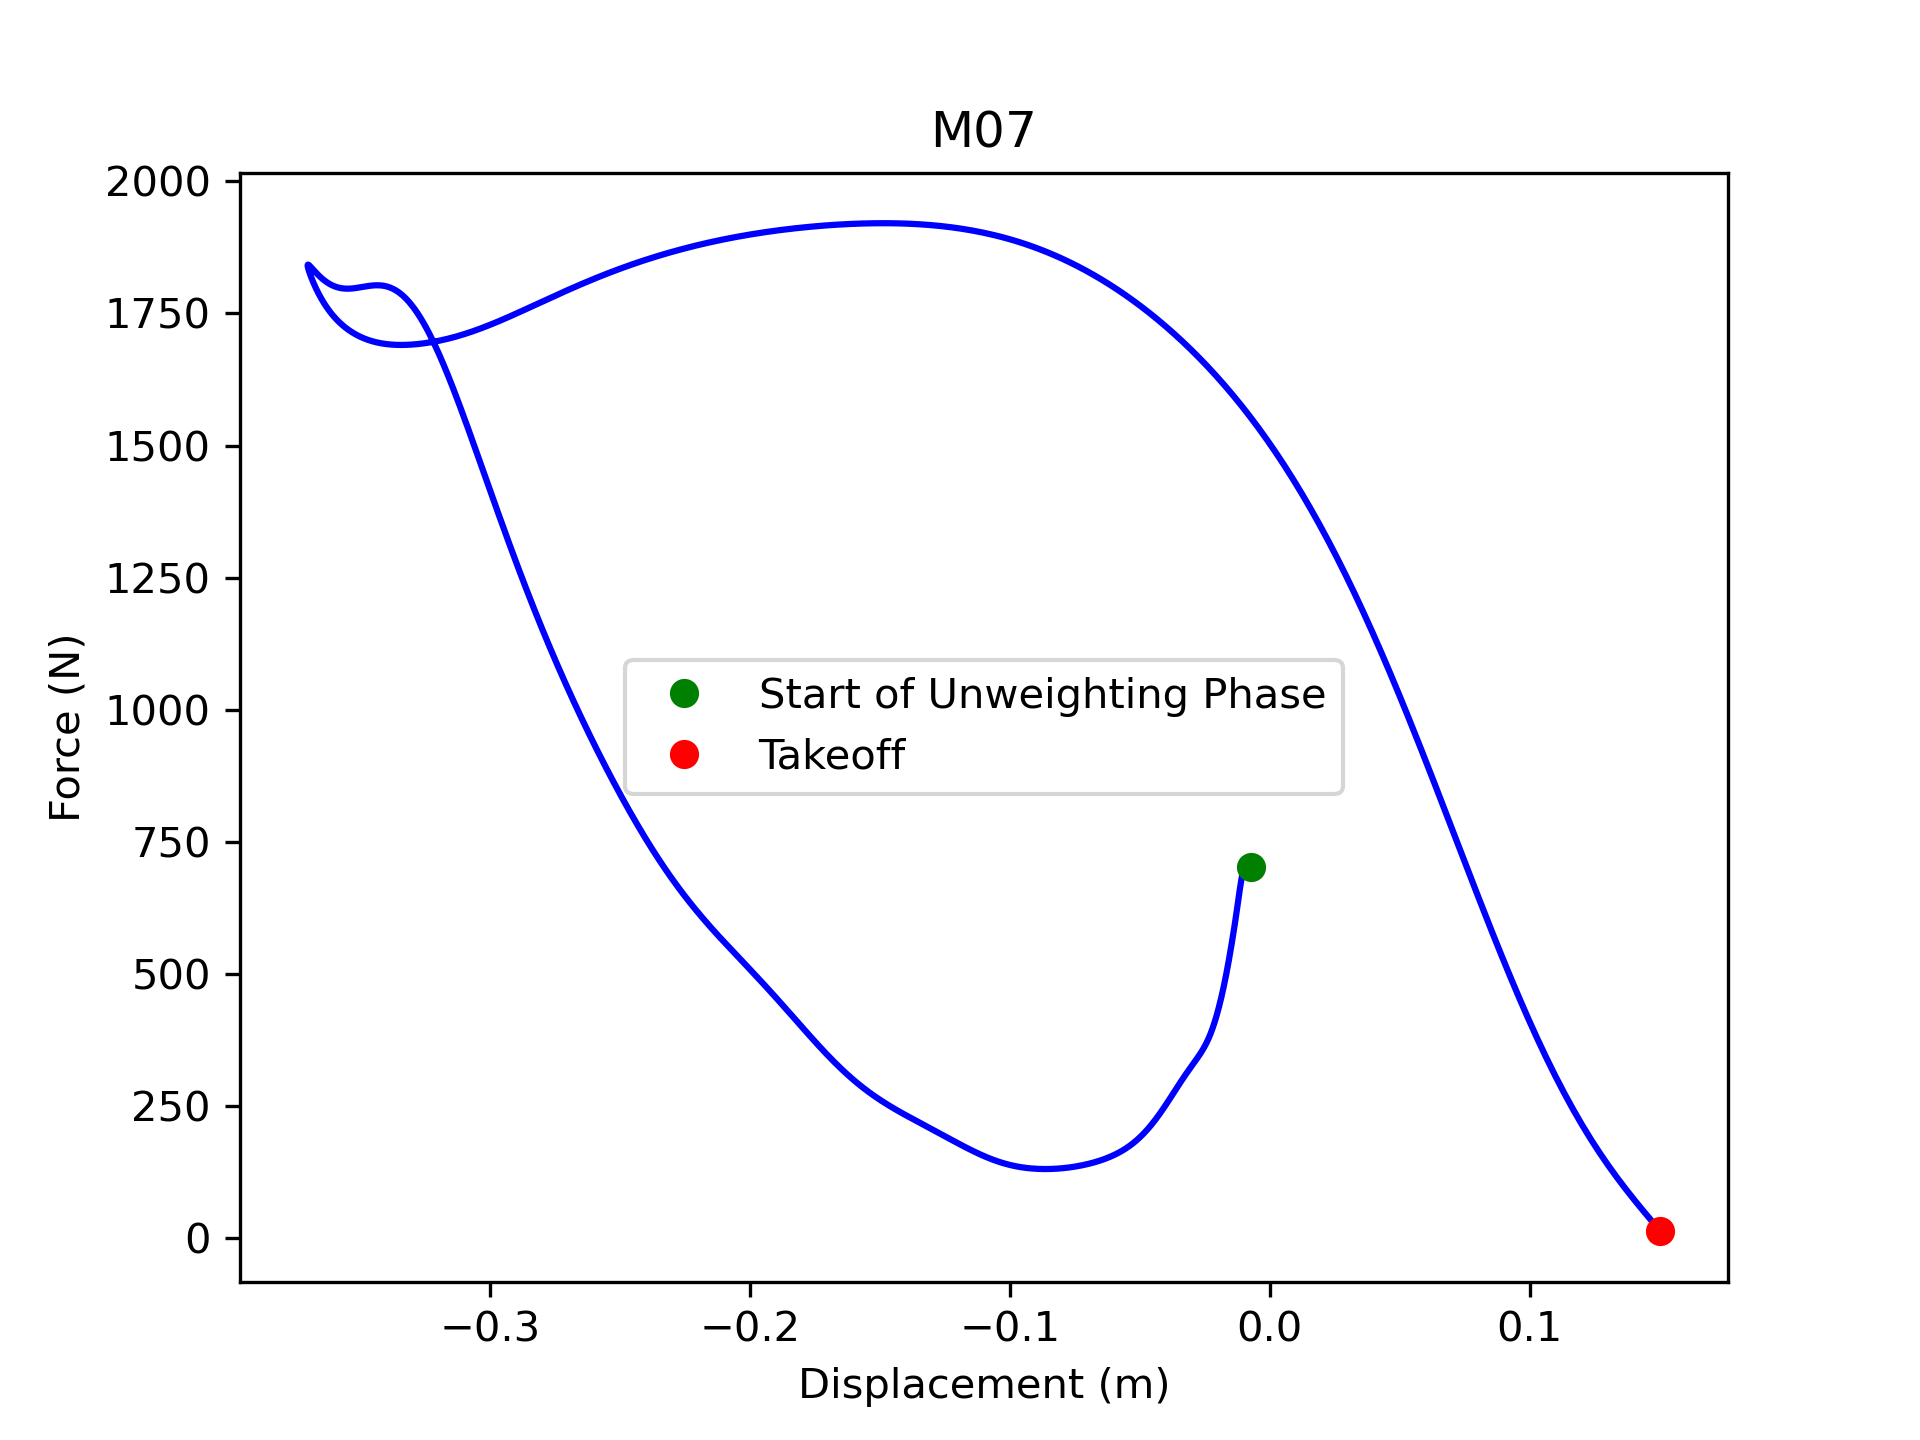 M07
2000
1750
1500
1250
1000
750
500
250
0
Force (N)
Start of Unweighting Phase
Takeoff
−0.3 −0.2 −0.1 0.0 0.1
Displacement (m)